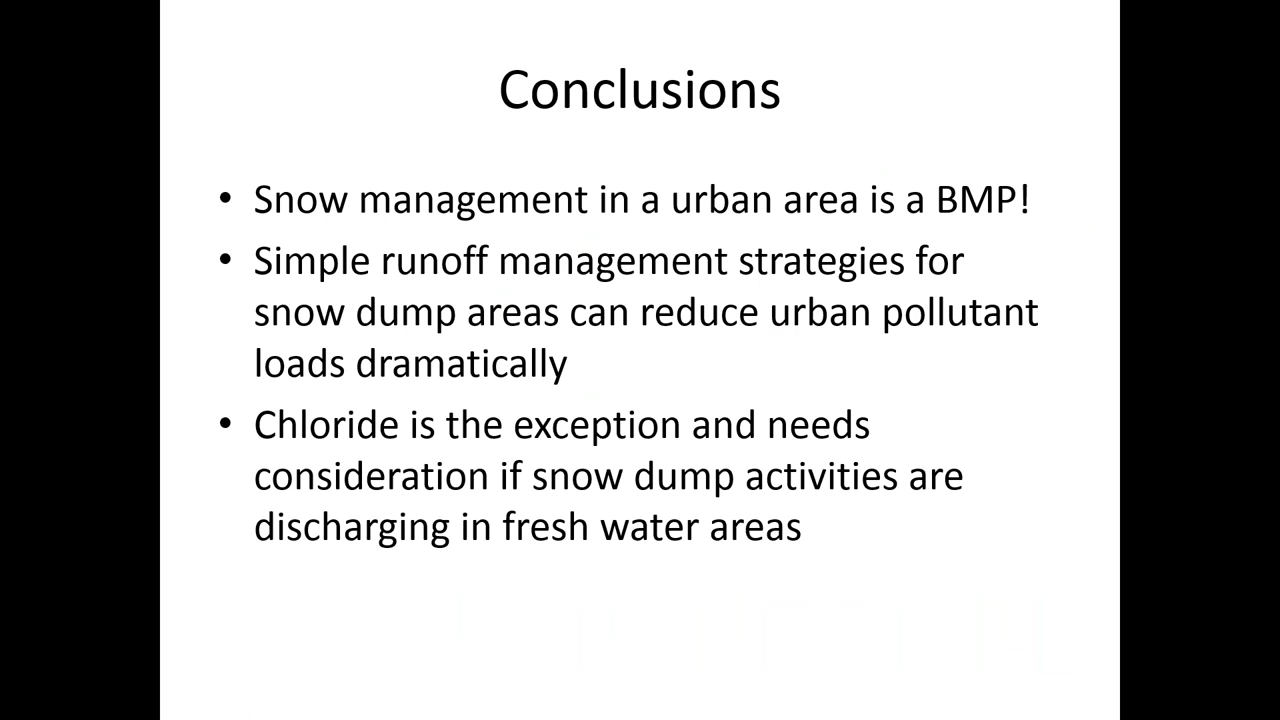 Conclusions
• Snow management in a urban area is a BMP!
• Simple runoff management strategies for
snow dump areas can reduce urban pollutant
loads dramatically
• Chloride is the exception and needs
consideration if snow dump activities are
discharging in fresh water areas